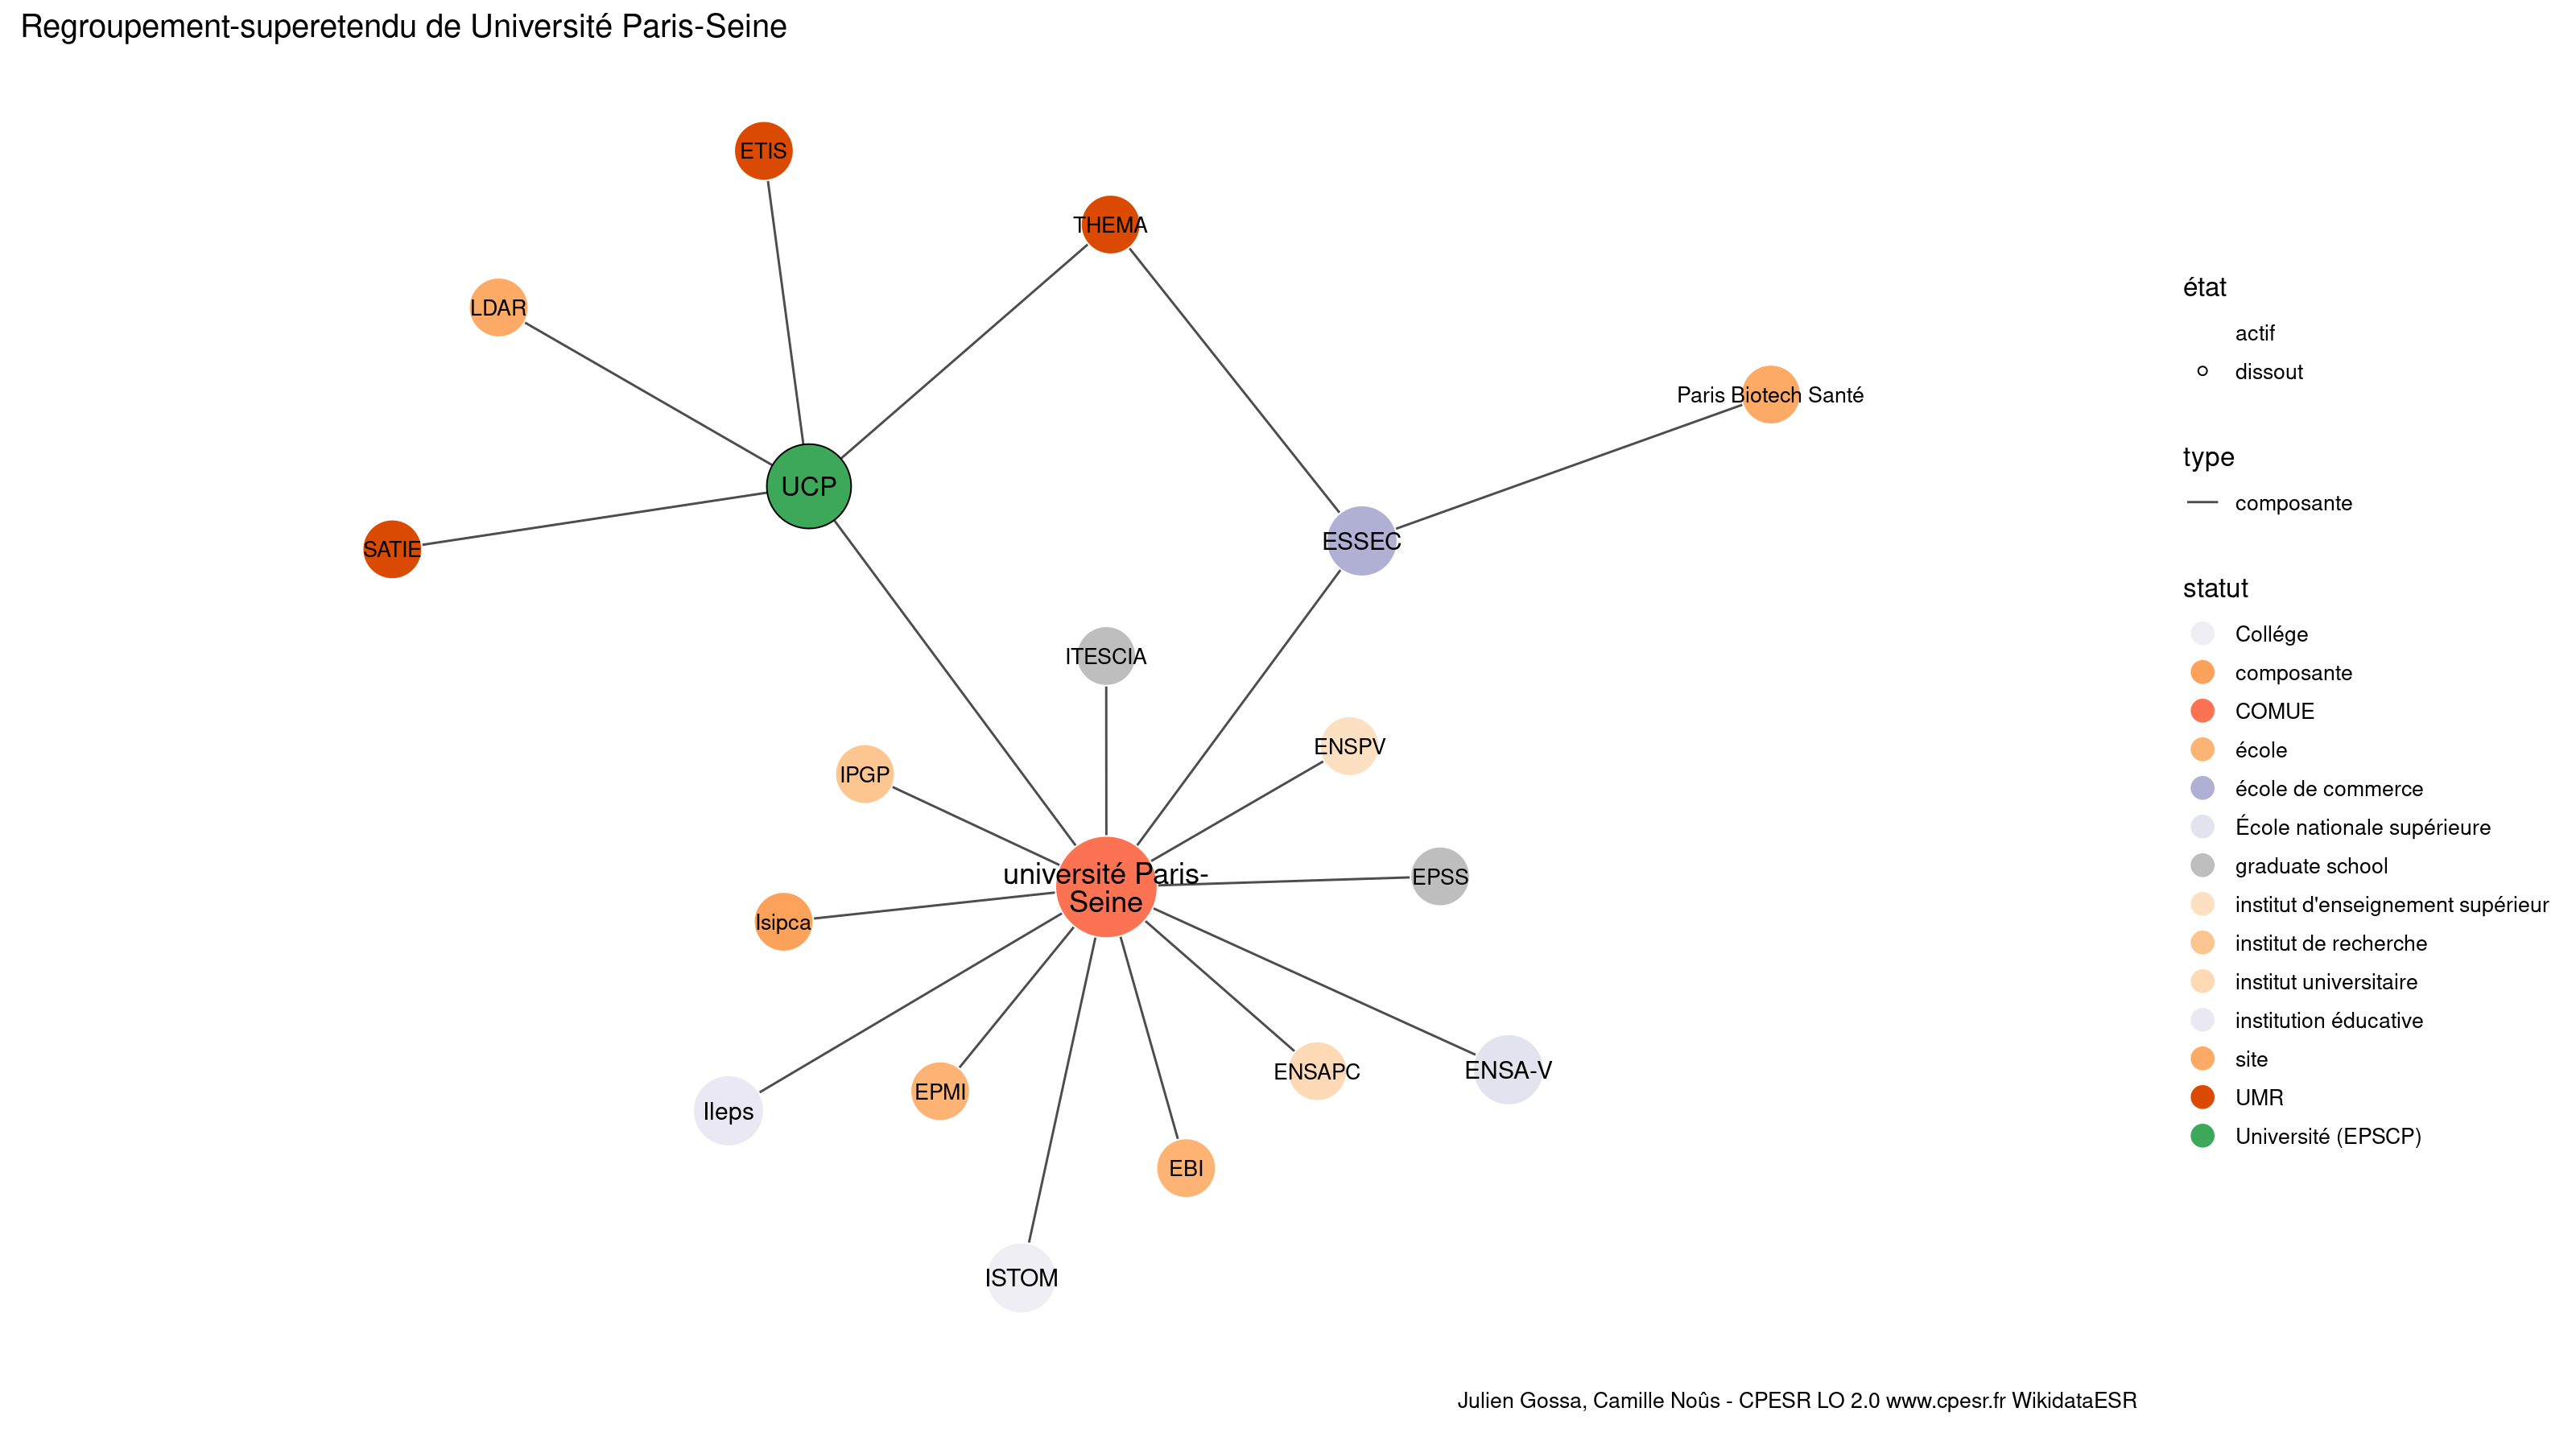 Regroupement-superetendu de Université Paris-Seine
ETIS
THEMA
LDAR
Paris Biotech Santé
UCP
ESSEC
SATIE
ITESCIA
ENSPV
IPGP
université Paris-
Seine
EPSS
Isipca
ENSAPC
ENSA-V
EPMI
Ileps
EBI
ISTOM
état
actif
dissout
type
composante
statut
Collége
composante
COMUE
école
école de commerce
École nationale supérieure
graduate school
institut d'enseignement supérieur
institut de recherche
institut universitaire
institution éducative
site
UMR
Université (EPSCP)
Julien Gossa, Camille Noûs - CPESR LO 2.0 www.cpesr.fr WikidataESR